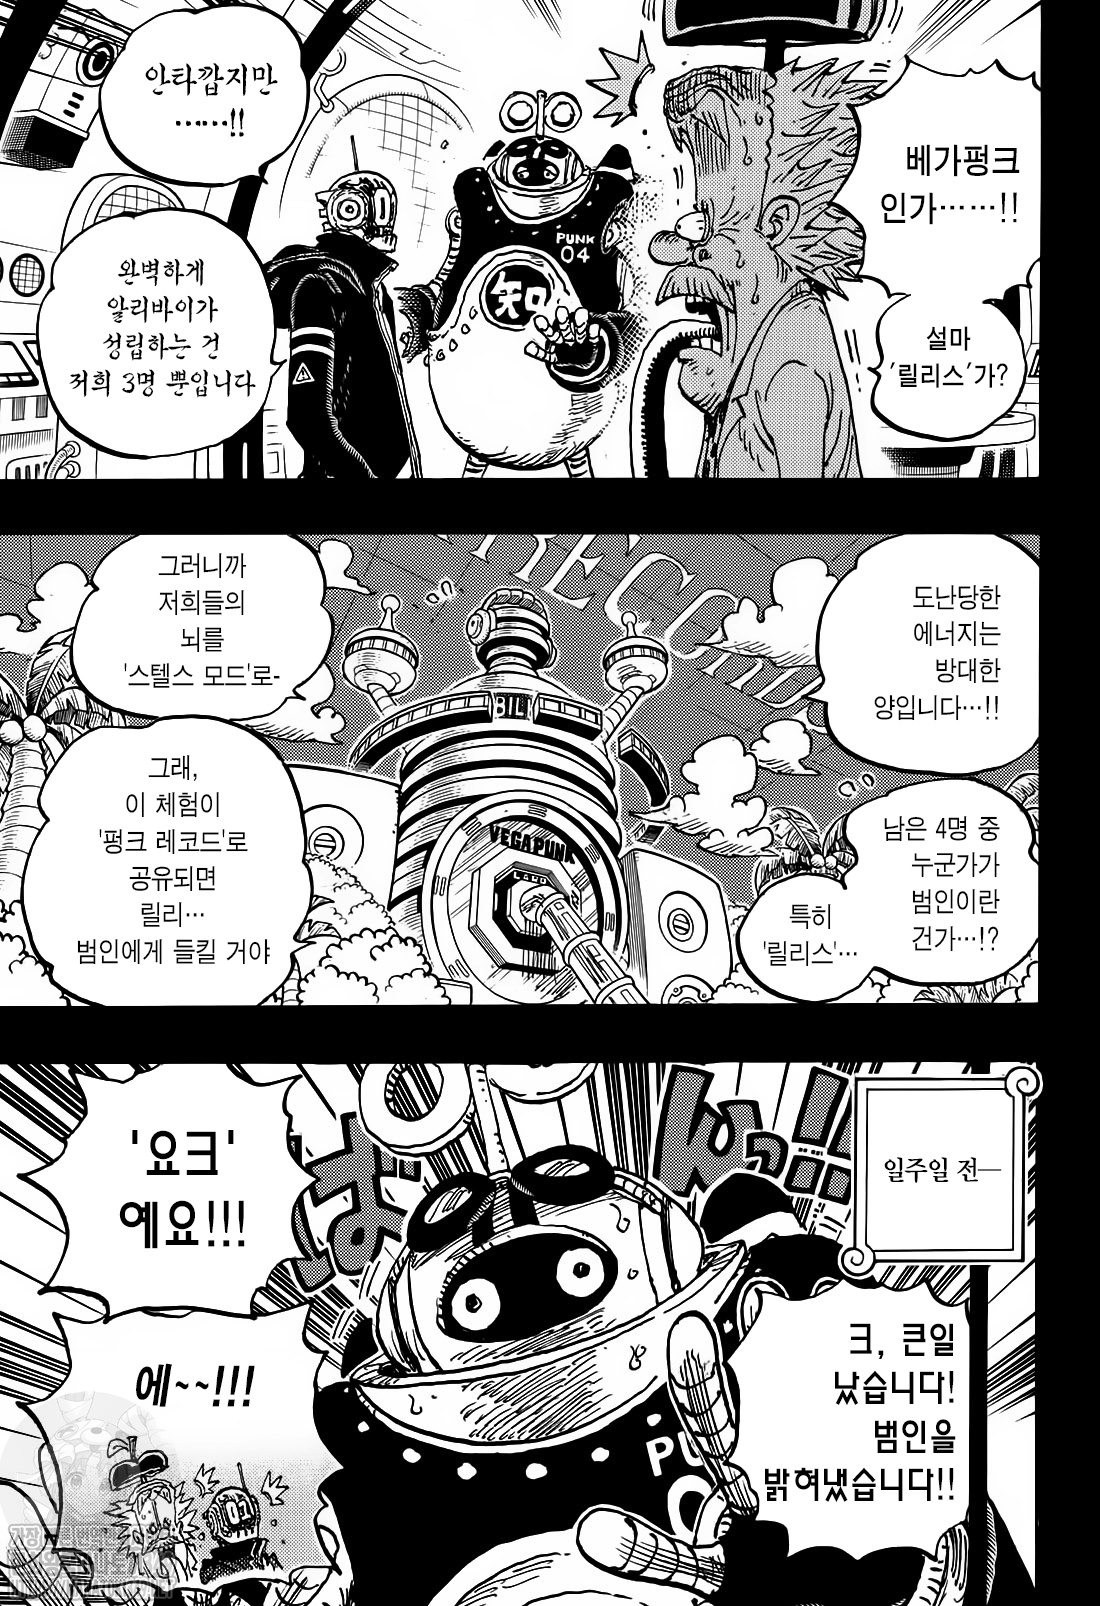 베가펑크
인가……!!
설마
'릴리스'가?
안타깝지만
……!!
완벽하게
알리바이가
성립하는 건
저희 3명 뿐입니다
PUNK
04
知
도난당한
에너지는
방대한
양입니다…!!
남은 4명 중
누군가가
범인이란
건가…!?
특히
'릴리스'…
그러니까
저희들의
뇌를
'스텔스 모드'로-
그래,
이 체험이
'펑크 레코드'로
공유되면
릴리…
범인에게 들킬 거야
RECOR
BILL
VEGAPUNK
일주일 전—
크, 큰일
났습니다!
범인을
밝혀냈습니다!!
'요크'
예요!!!
에~~!!!
PU
01